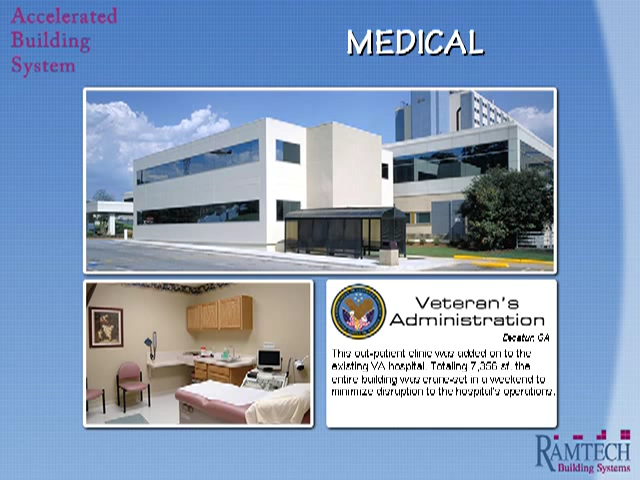 Accelerated
Building
System
MEDICAL
Veteran's
Administration
Decatur, GA
This out-patient clinic was added on to the
existing VA hospital. Totaling 7,356 sf. the
entire building was crane-set in a weekend to
minimize disruption to the hospital's operations.
RAMTECH
Building Systems